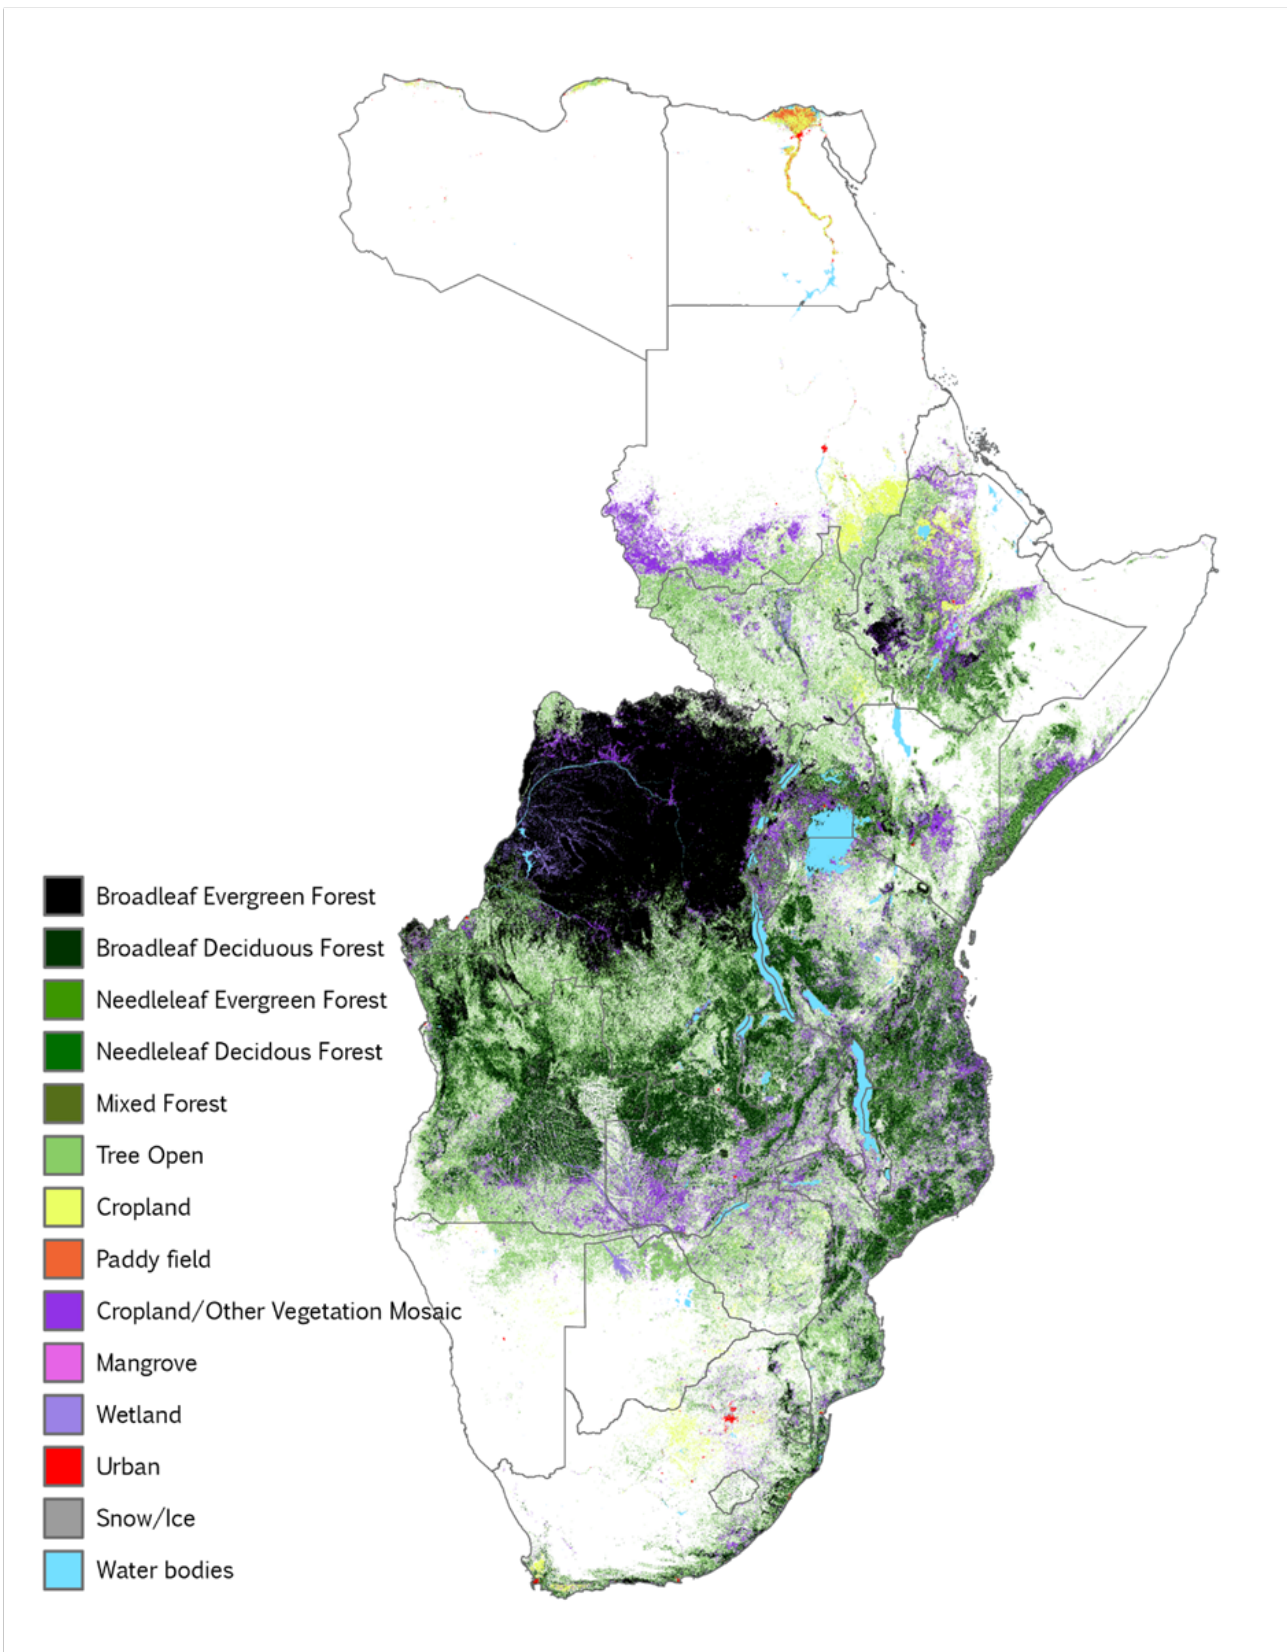 Broadleaf Evergreen Forest
Broadleaf Deciduous Forest
Needleleaf Evergreen Forest
Needleleaf Decidous Forest
Mixed Forest
Tree Open
Cropland
Paddy field
Cropland/Other Vegetation Mosaic
Mangrove
Wetland
Urban
Snow/Ice
Water bodies